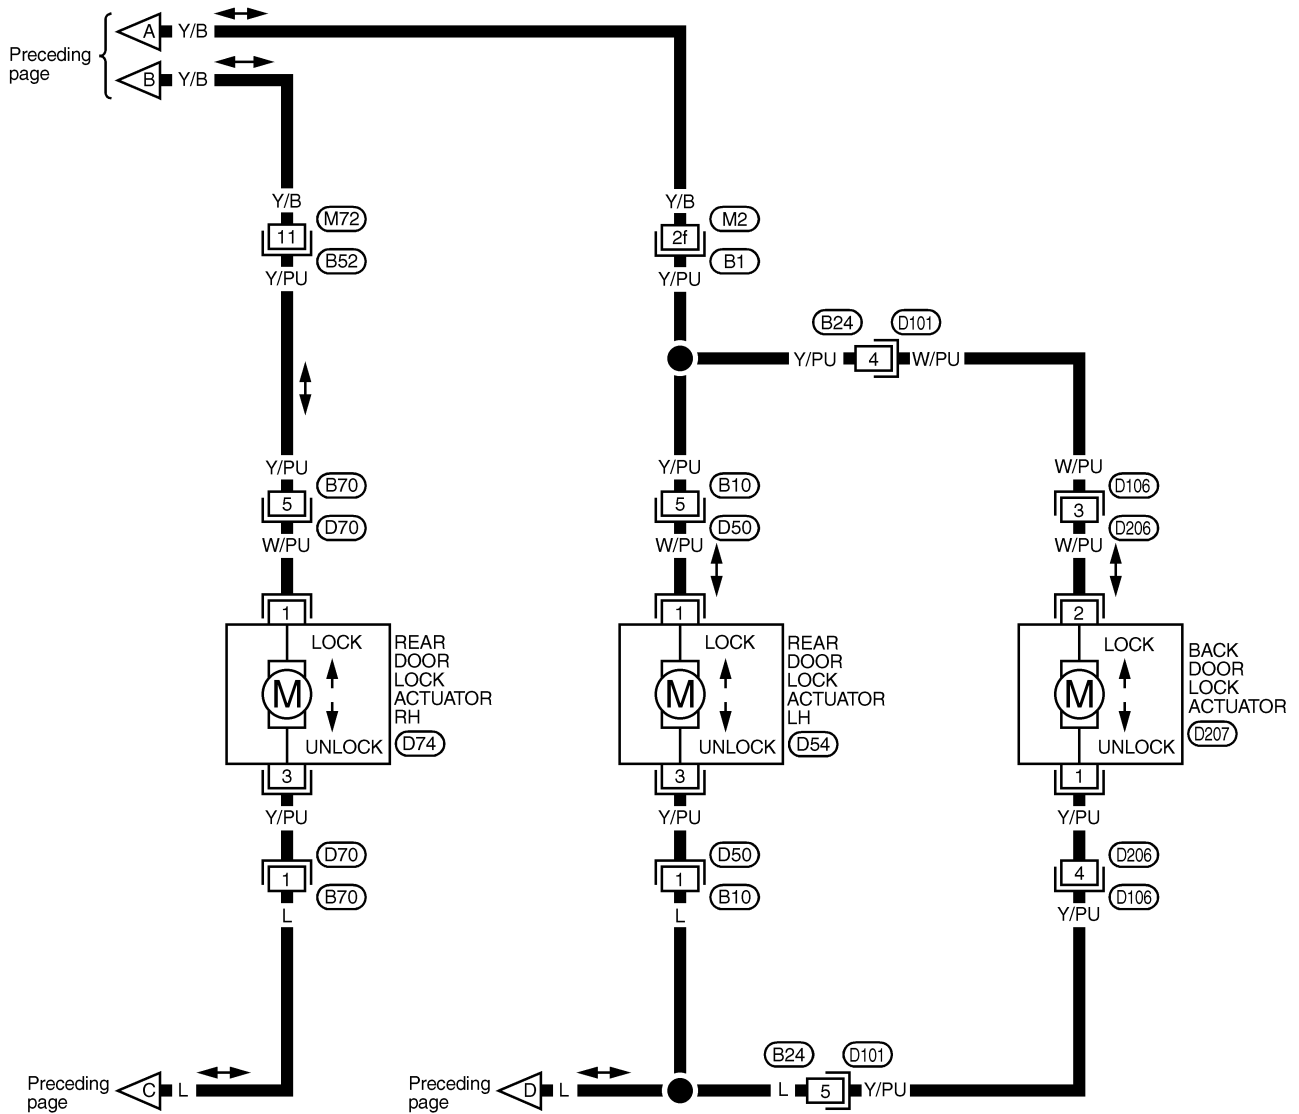 Preceding
page
A Y/B
B Y/B
Y/B
11
M72
B52
Y/PU
Y/B
2f
M2
B1
Y/PU
B24 D101
Y/PU 4 W/PU
Y/PU
5
B70
D70
W/PU
Y/PU
5
B10
D50
W/PU
W/PU
3
D106
D206
W/PU
1
LOCK
M
UNLOCK
3
REAR
DOOR
LOCK
ACTUATOR
RH
D74
1
LOCK
M
UNLOCK
3
REAR
DOOR
LOCK
ACTUATOR
LH
D54
2
LOCK
M
UNLOCK
1
BACK
DOOR
LOCK
ACTUATOR
D207
Y/PU
1
D70
B70
L
Y/PU
1
D50
B10
L
Y/PU
4
D206
D106
Y/PU
Preceding
page
C L
Preceding
page
D L
B24 D101
L 5 Y/PU